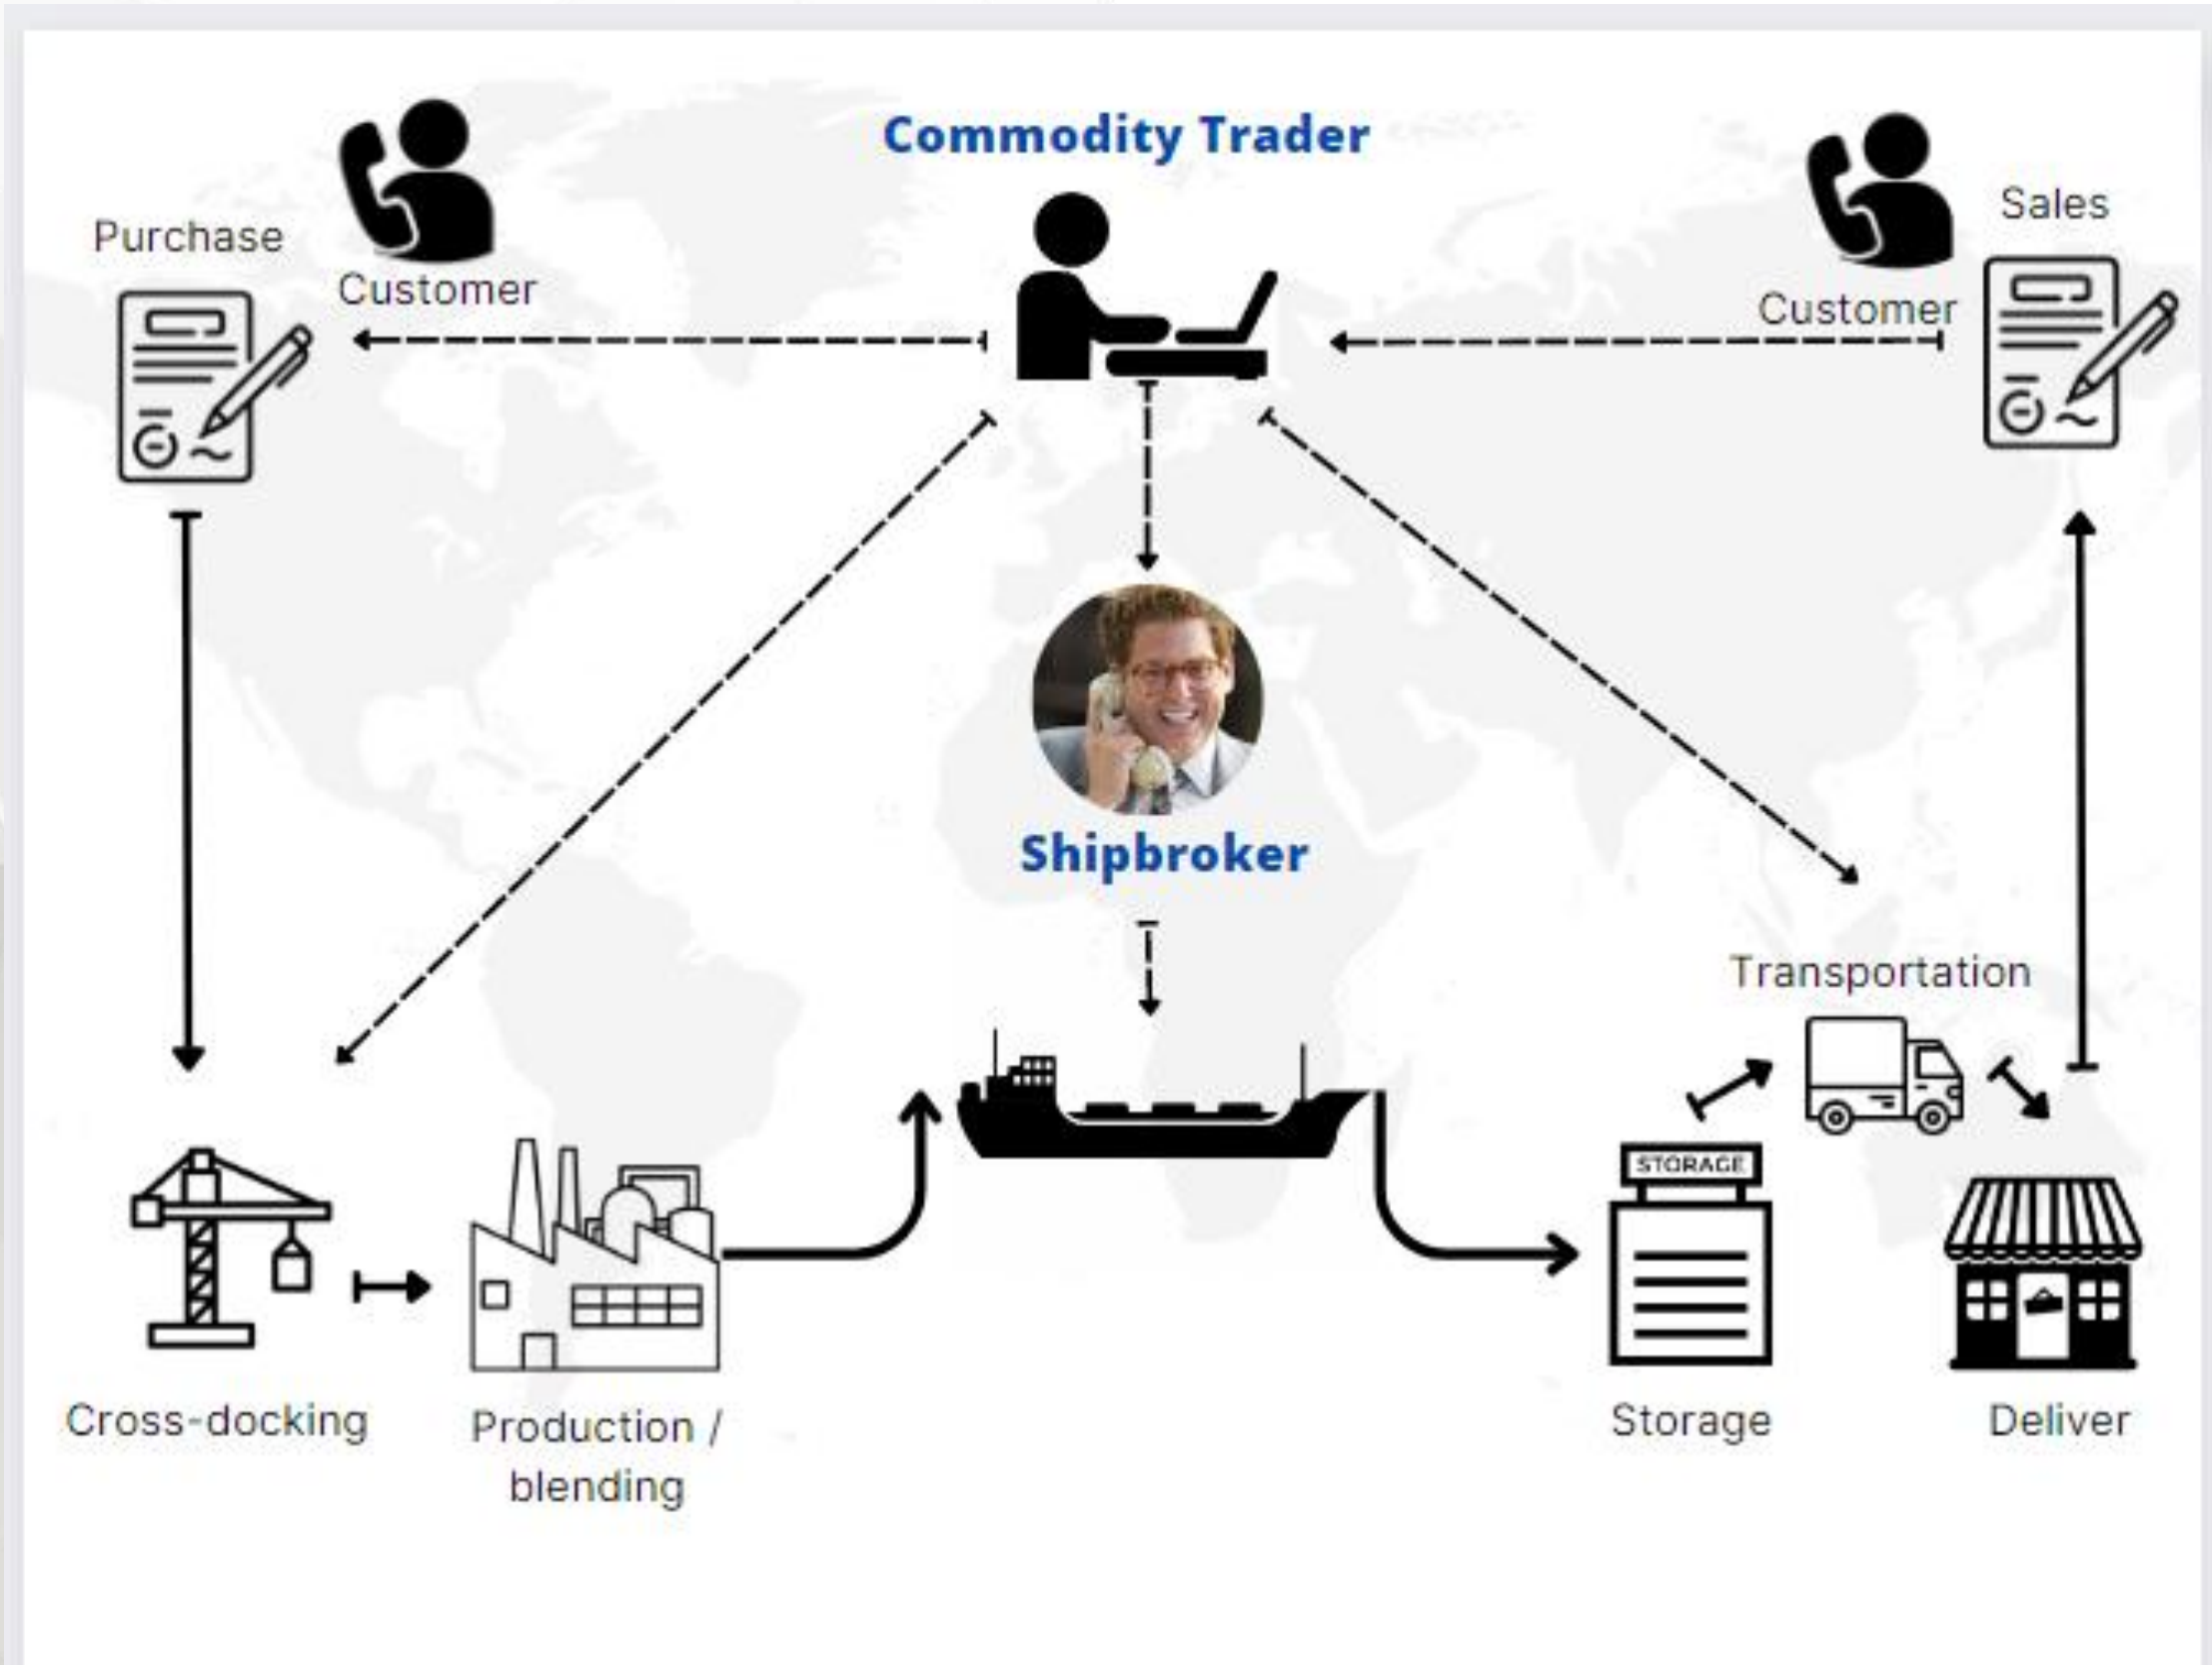 Commodity Trader
Purchase
Customer
Sales
Customer
Shipbroker
Transportation
STORAGE
Cross-docking
Production /
blending
Storage
Deliver